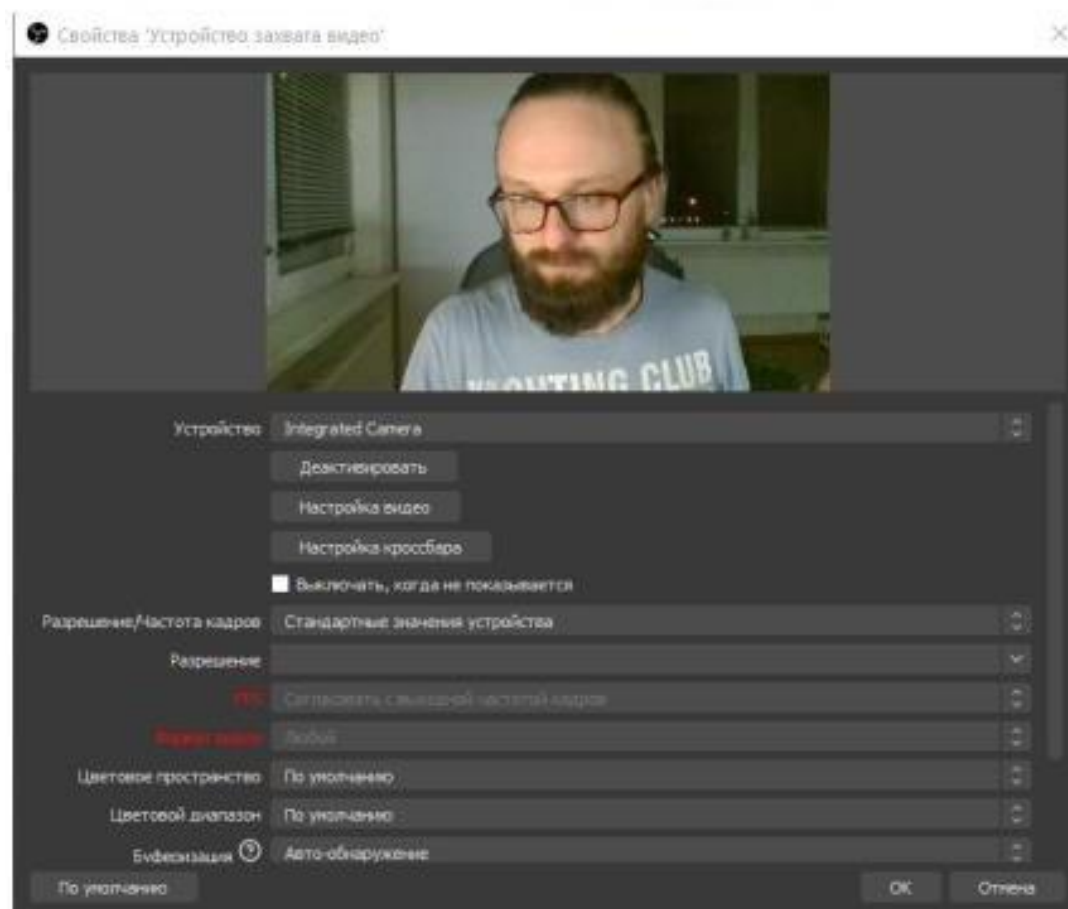 Свойства 'Устройство захвата видео'
YACHTING CLUB
Устройство Integrated Camera
Деактивировать
Настройка видео
Настройка кроссбара
Выключать, когда не показывается
Разрешение/Частота кадров Стандартные значения устройства
Разрешение
FPS Согласовать с выходной частотой кадров
Формат видео Любой
Цветовое пространство По умолчанию
Цветовой диапазон По умолчанию
Буферизация ? Авто-обнаружение
По умолчанию OK Отмена